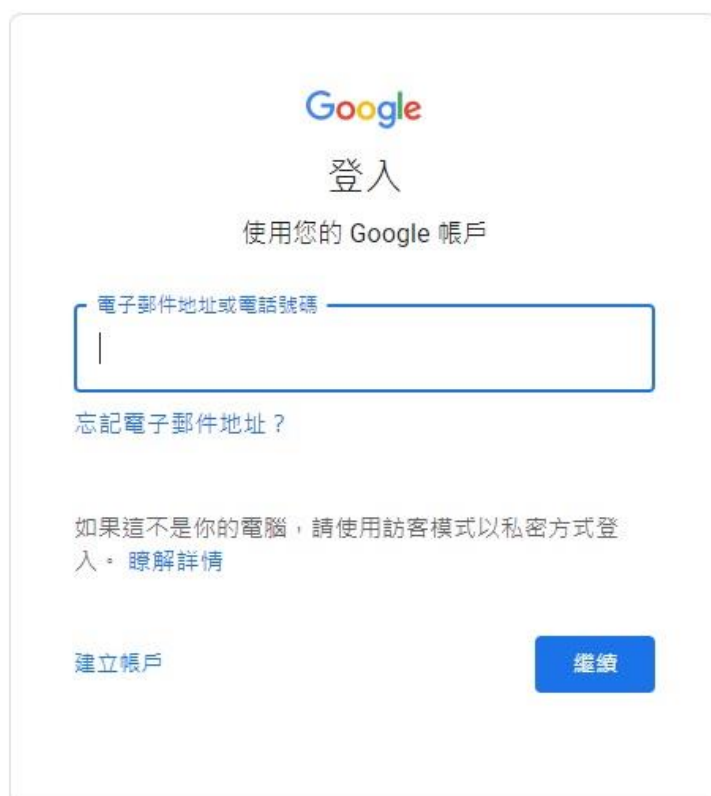 Google
登入
使用您的 Google 帳戶
電子郵件地址或電話號碼
忘記電子郵件地址？
如果這不是你的電腦，請使用訪客模式以私密方式登
入。 瞭解詳情
建立帳戶
繼續